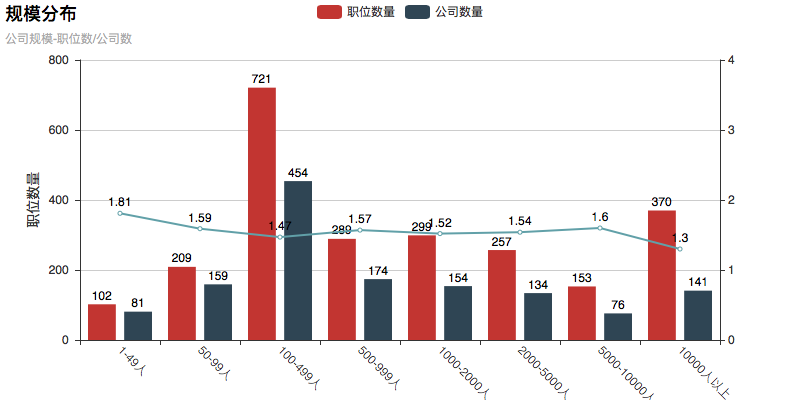 规模分布
职位数量 公司数量
公司规模-职位数/公司数
职位数量
800
600
400
200
0
4
3
2
1
0
102 81
209 159
721 454
289 174
299 154
257 134
153 76
370 141
1.81 1.59 1.47 1.57 1.52 1.54 1.6 1.3
1-49人
50-99人
100-499人
500-999人
1000-2000人
2000-5000人
5000-10000人
10000人以上